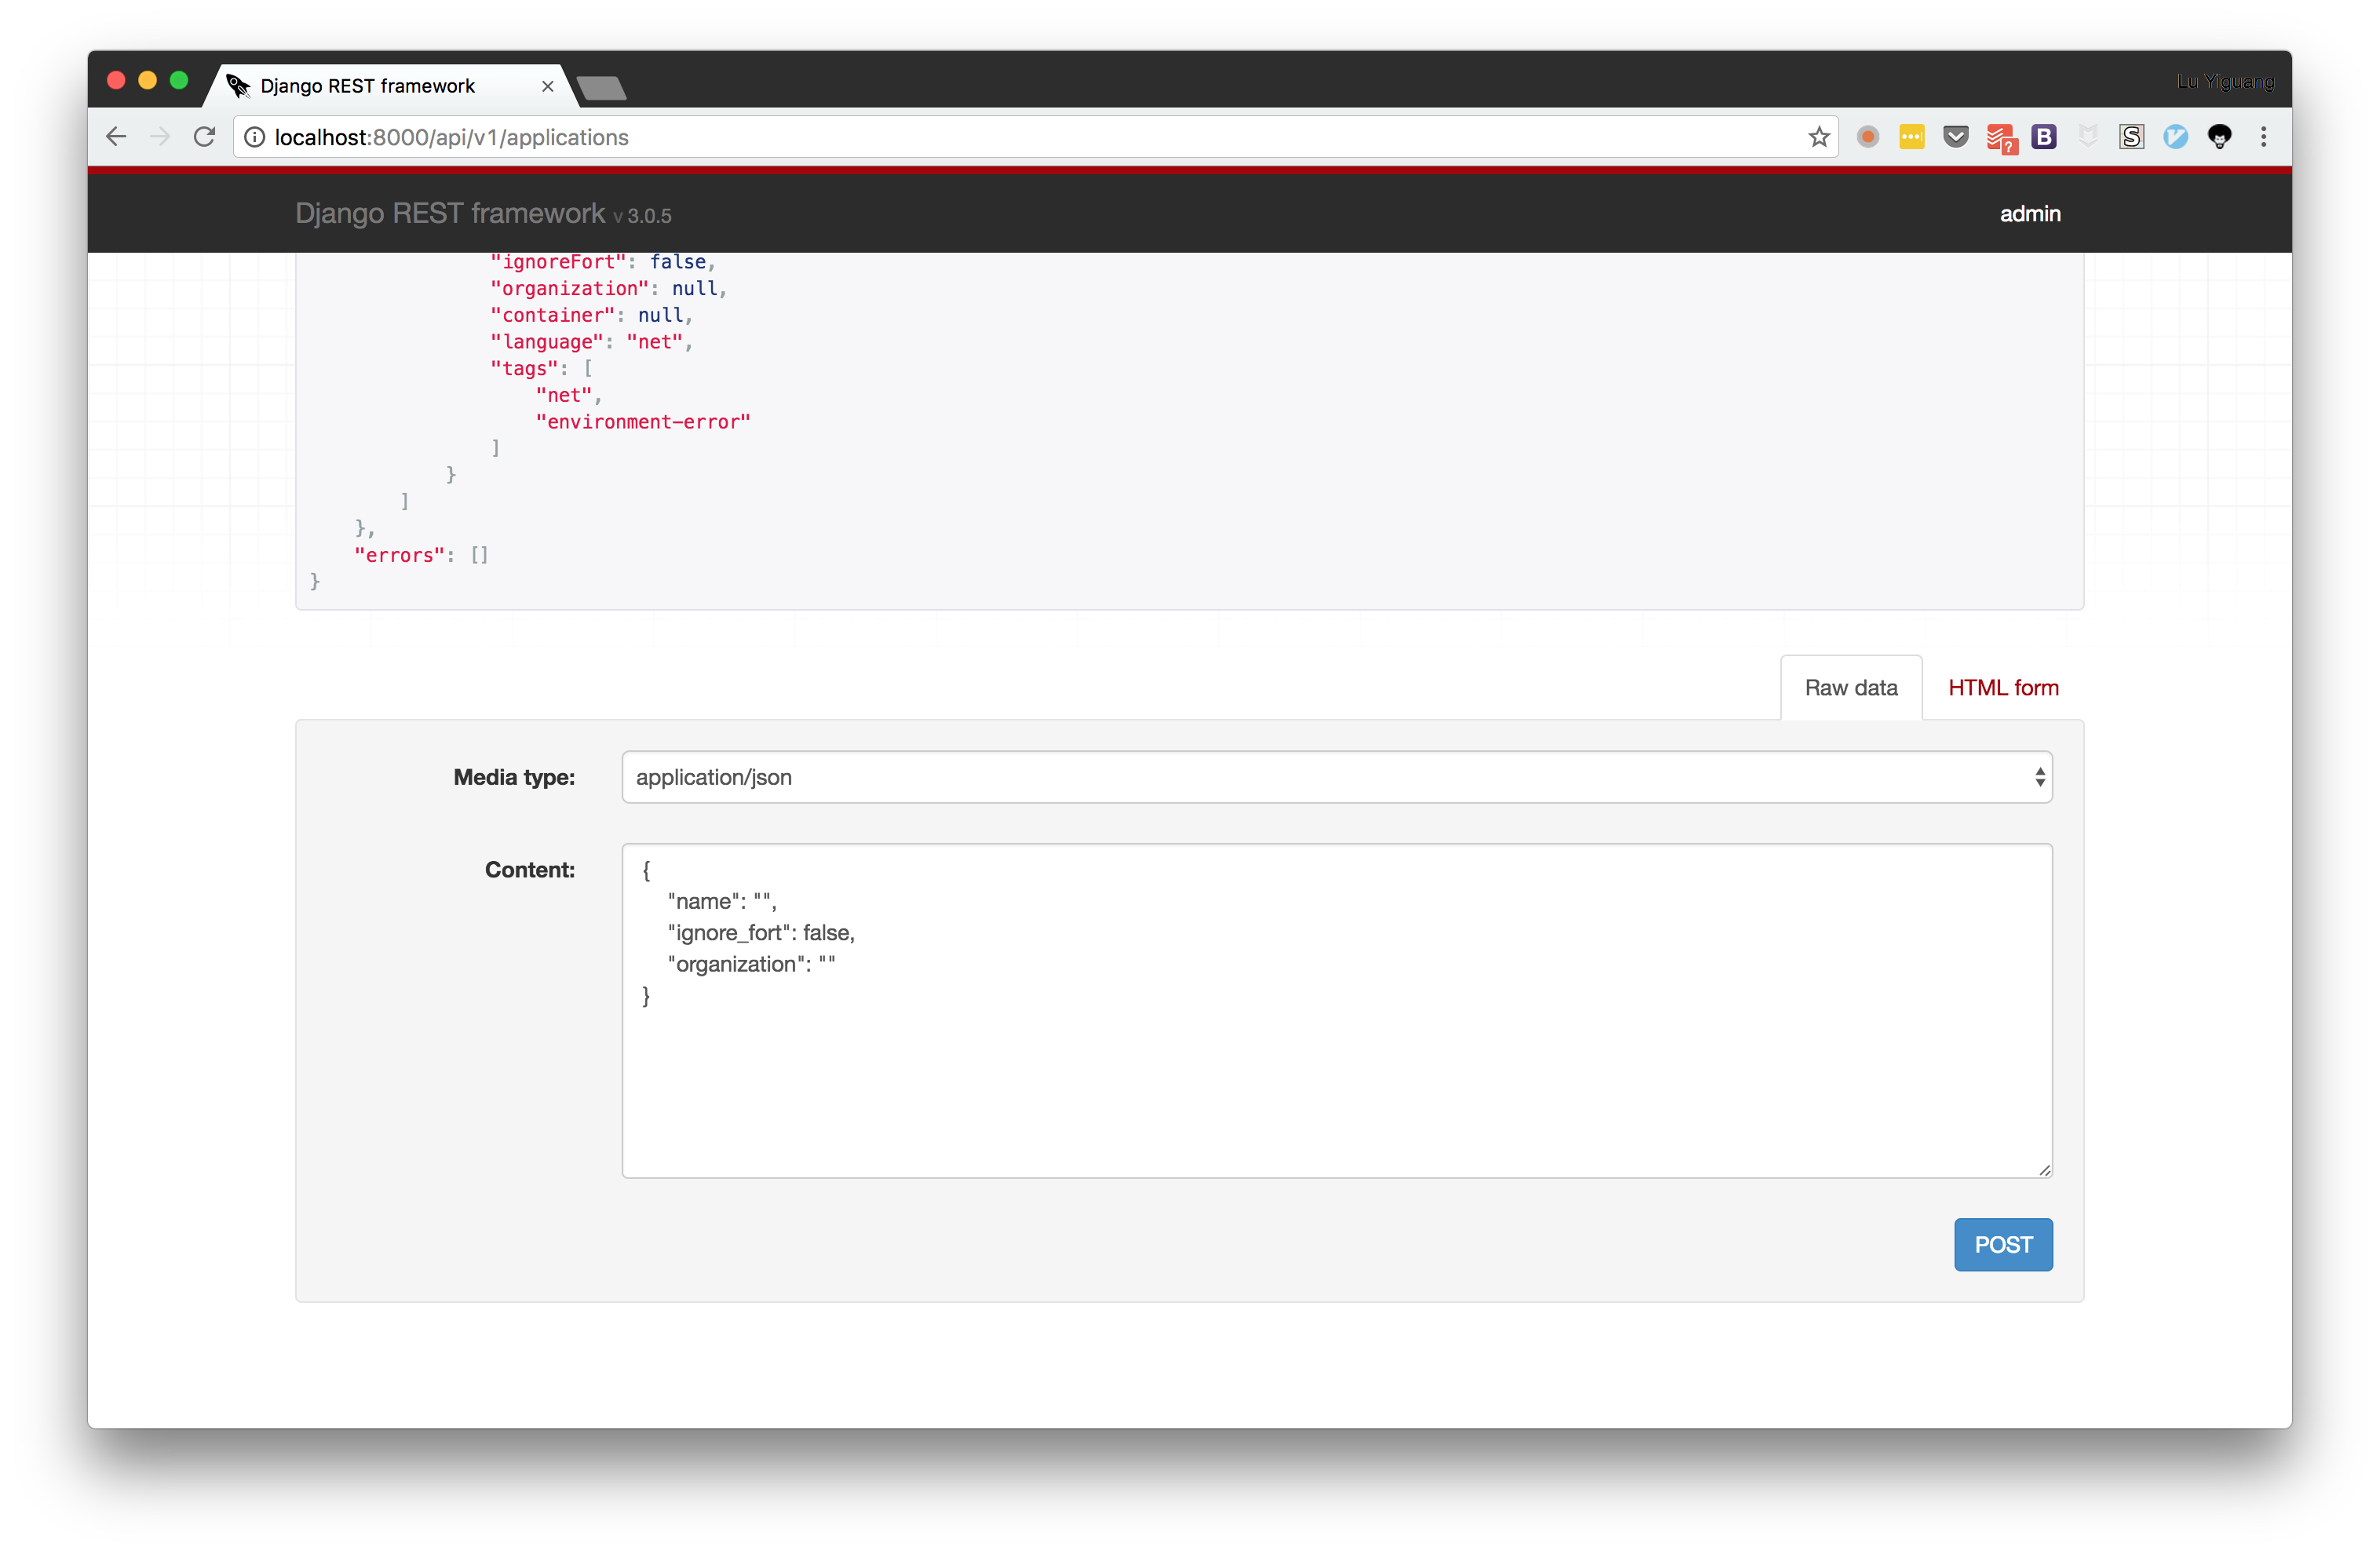 Django REST framework
Lu Yiguang
localhost:8000/api/v1/applications
Django REST framework v 3.0.5
admin
"ignoreFort": false,
"organization": null,
"container": null,
"language": "net",
"tags": [
"net",
"environment-error"
]
}
]
},
"errors": []
}
Raw data
HTML form
Media type:
application/json
Content:
{
"name": "",
"ignore_fort": false,
"organization": ""
}
POST